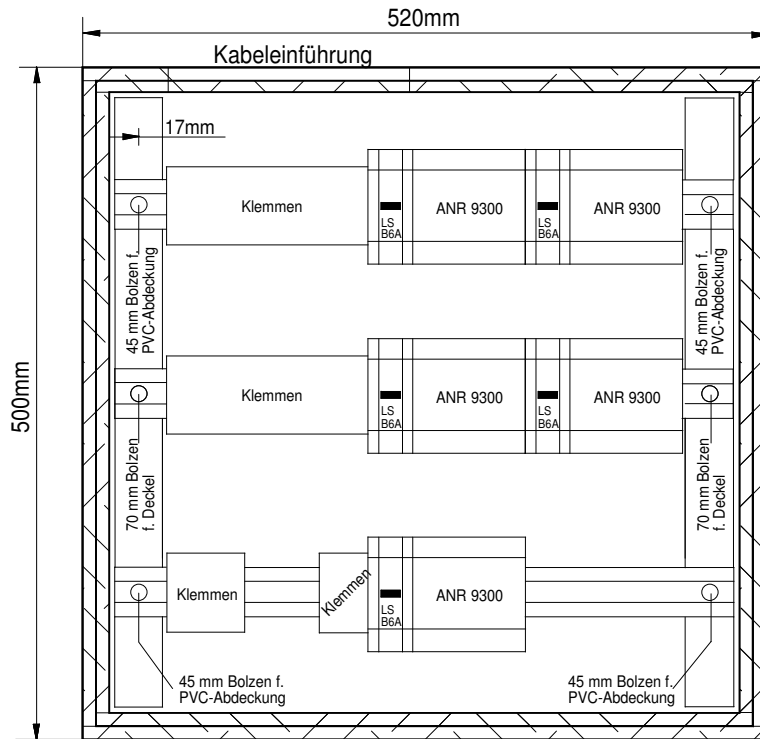 520mm
Kabeleinführung
17mm
500mm
Klemmen
LS
B6A
ANR 9300
LS
B6A
ANR 9300
45 mm Bolzen f.
PVC-Abdeckung
45 mm Bolzen f.
PVC-Abdeckung
Klemmen
LS
B6A
ANR 9300
LS
B6A
ANR 9300
70 mm Bolzen
f. Deckel
70 mm Bolzen
f. Deckel
Klemmen
Klemmen
LS
B6A
ANR 9300
45 mm Bolzen f.
PVC-Abdeckung
45 mm Bolzen f.
PVC-Abdeckung